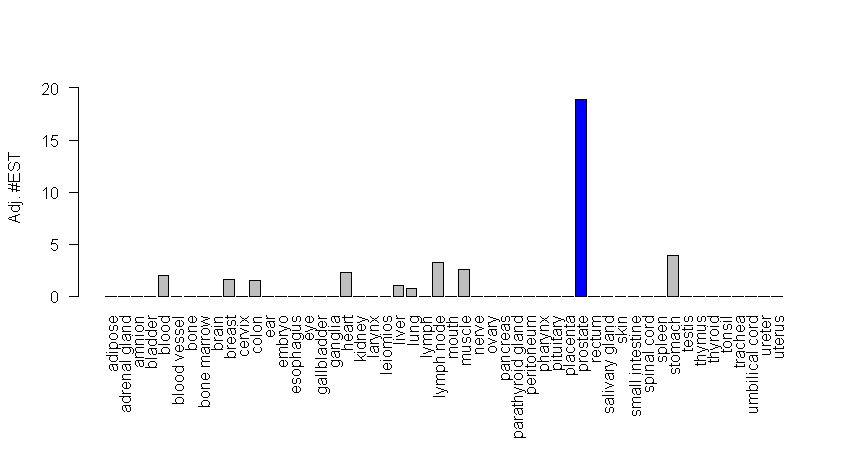 Adj. #EST
20
15
10
5
0
adipose
adrenal gland
amnion
bladder
blood
blood vessel
bone
bone marrow
brain
breast
cervix
colon
ear
embryo
esophagus
eye
gallbladder
ganglia
heart
kidney
larynx
leiomios
liver
lung
lymph
lymph node
mouth
muscle
nerve
ovary
pancreas
parathyroid gland
peritoneum
pharynx
pituitary
placenta
prostate
rectum
salivary gland
skin
small intestine
spinal cord
spleen
stomach
testis
thymus
thyroid
tonsil
trachea
umbilical cord
ureter
uterus